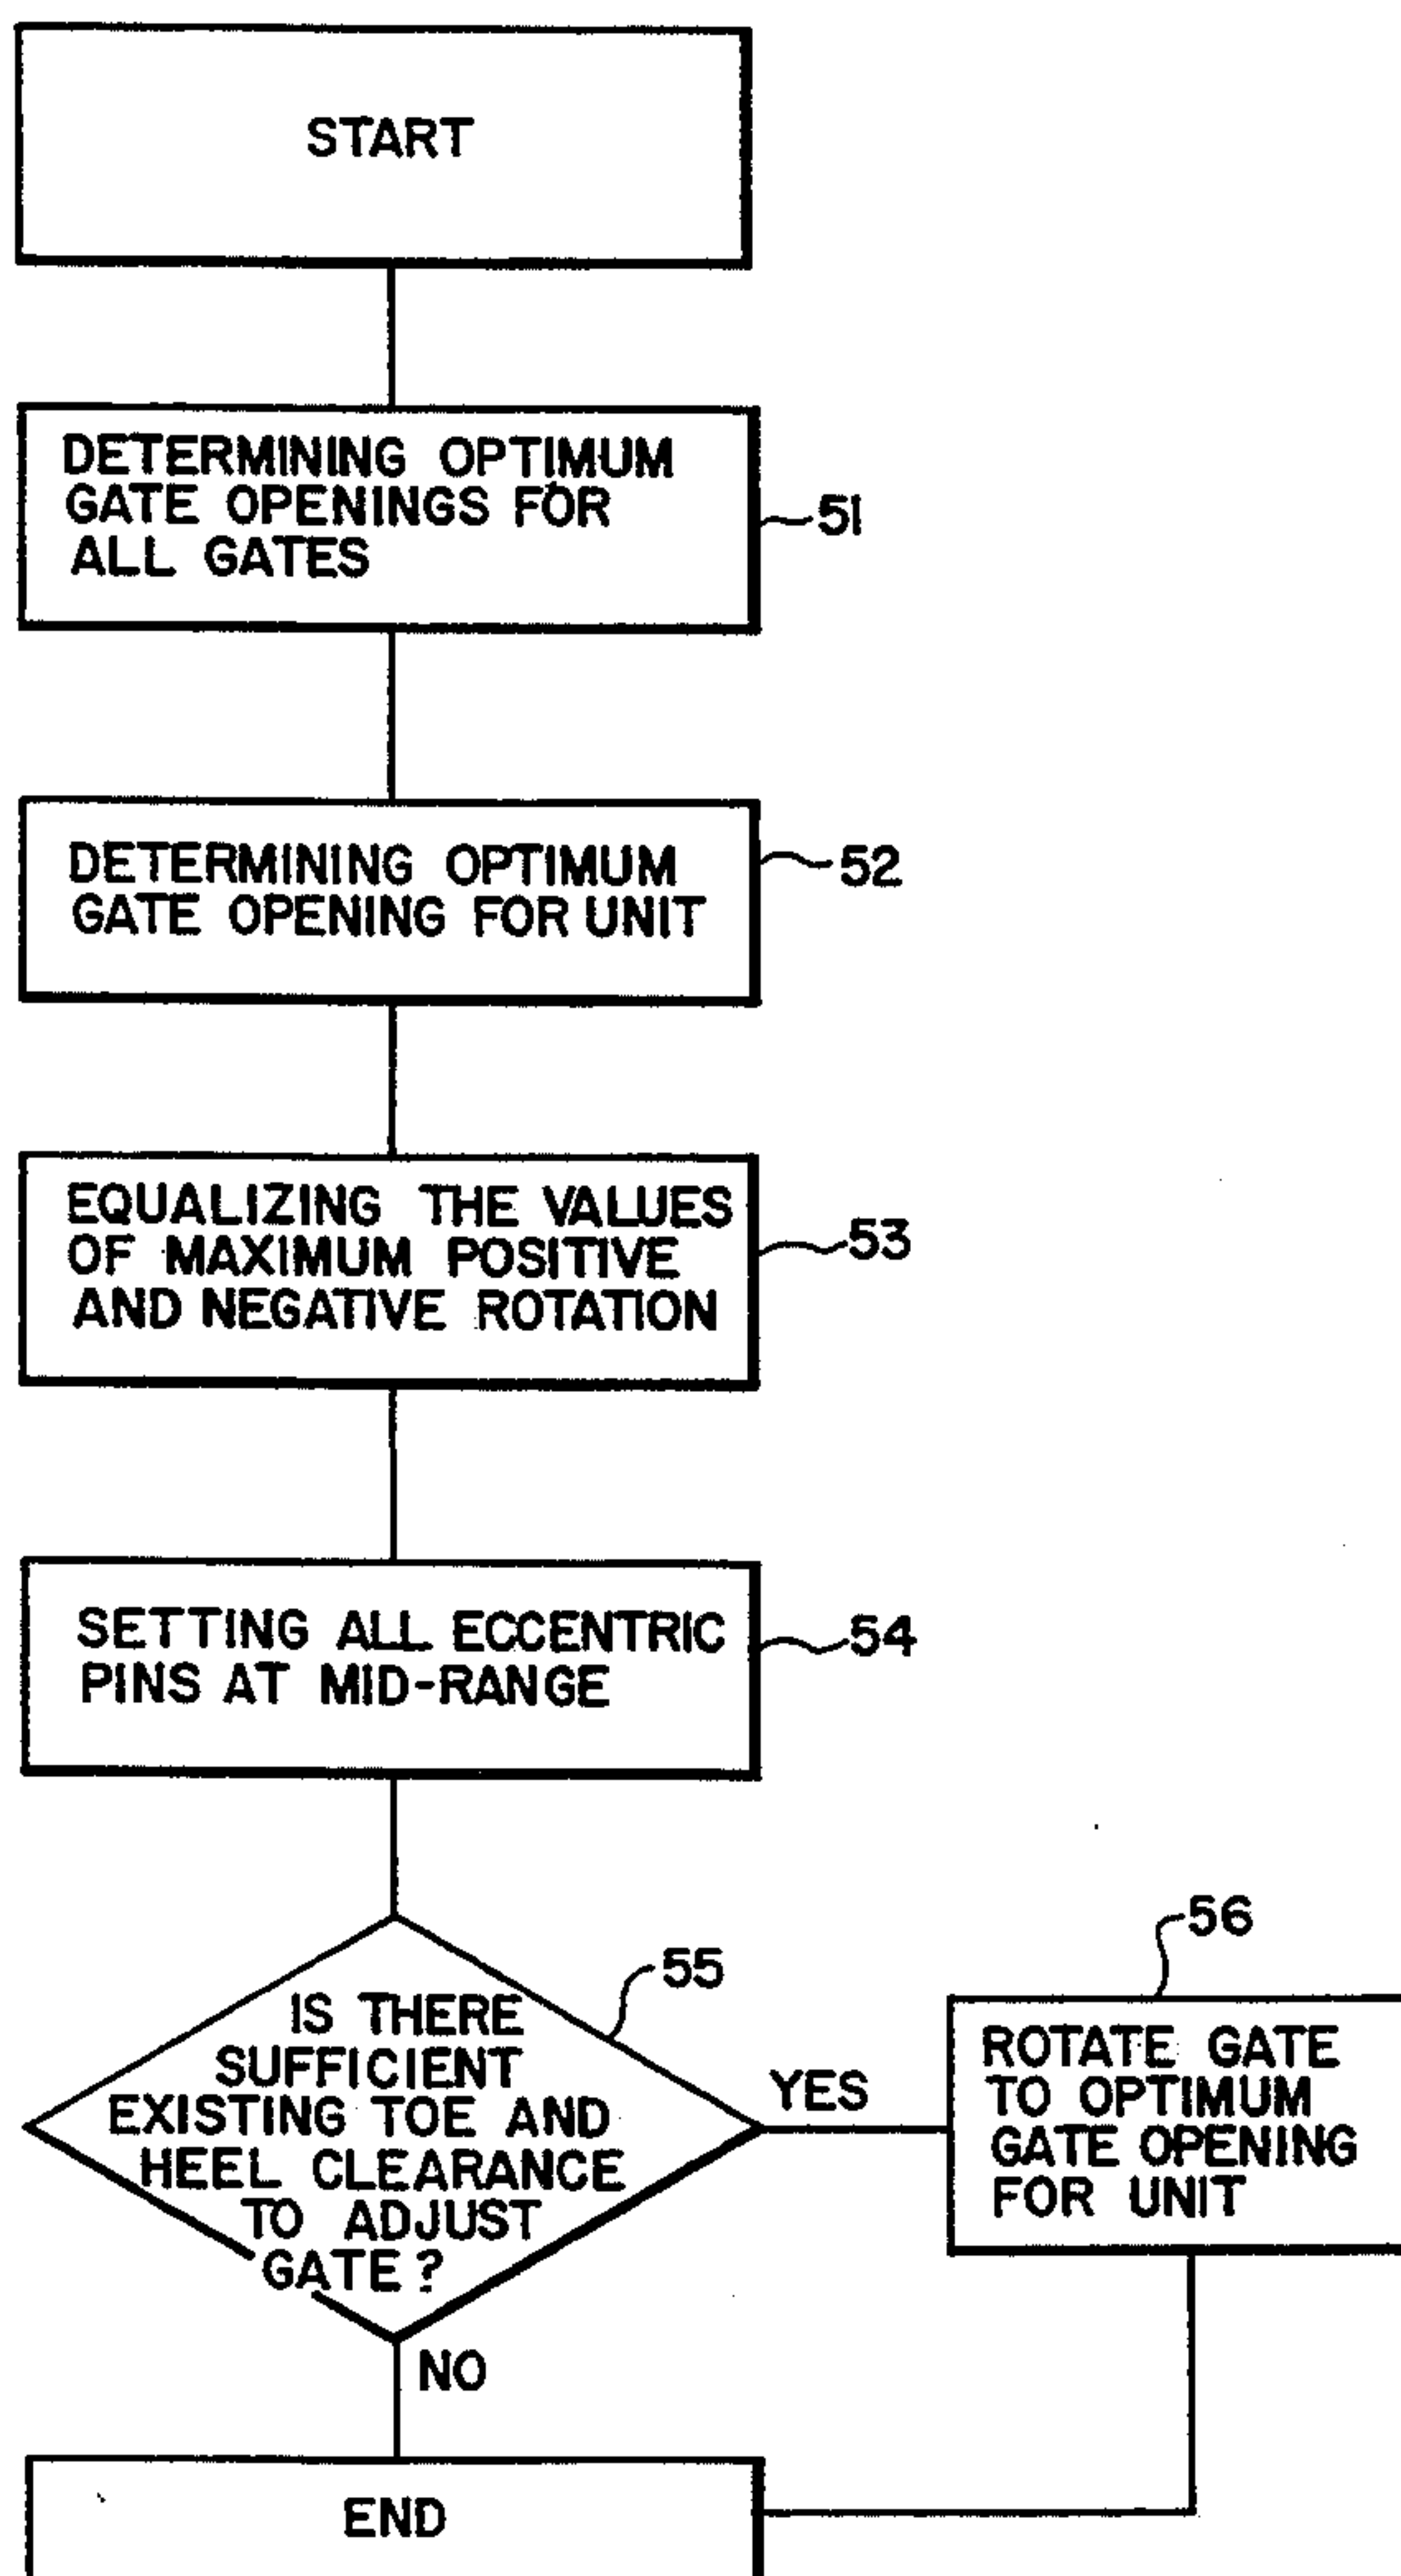 START
DETERMINING OPTIMUM
GATE OPENINGS FOR
ALL GATES
51
DETERMINING OPTIMUM
GATE OPENING FOR UNIT
52
EQUALIZING THE VALUES
OF MAXIMUM POSITIVE
AND NEGATIVE ROTATION
53
SETTING ALL ECCENTRIC
PINS AT MID-RANGE
54
IS THERE
SUFFICIENT
EXISTING TOE AND
HEEL CLEARANCE
TO ADJUST
GATE?
55
YES
56
ROTATE GATE
TO OPTIMUM
GATE OPENING
FOR UNIT
NO
END